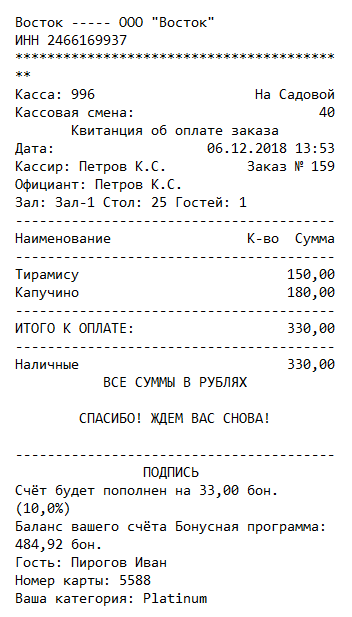 Восток ----- ООО "Восток"
ИНН 2466169937
****************************************
**
Касса: 996 На Садовой
Кассовая смена: 40
Квитанция об оплате заказа
Дата: 06.12.2018 13:53
Кассир: Петров К.С. Заказ № 159
Официант: Петров К.С.
Зал: Зал-1 Стол: 25 Гостей: 1
----------------------------------------
Наименование К-во Сумма
----------------------------------------
Тирамису 150,00
Капучино 180,00
----------------------------------------
ИТОГО К ОПЛАТЕ: 330,00
----------------------------------------
Наличные 330,00
ВСЕ СУММЫ В РУБЛЯХ
СПАСИБО! ЖДЕМ ВАС СНОВА!
----------------------------------------
ПОДПИСЬ
Счёт будет пополнен на 33,00 бон.
(10,0%)
Баланс вашего счёта Бонусная программа:
484,92 бон.
Гость: Пирогов Иван
Номер карты: 5588
Ваша категория: Platinum